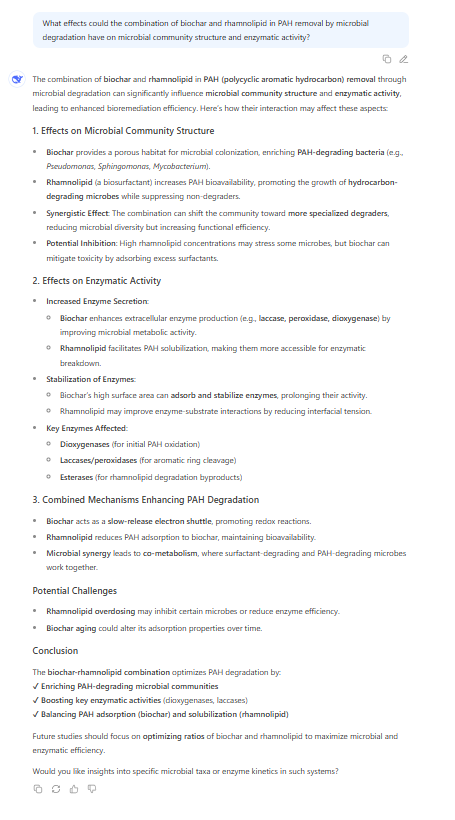 What effects could the combination of biochar and rhamnolipid in PAH removal by microbial
degradation have on microbial community structure and enzymatic activity?
The combination of biochar and rhamnolipid in PAH (polycyclic aromatic hydrocarbon) removal through
microbial degradation can significantly influence microbial community structure and enzymatic activity,
leading to enhanced bioremediation efficiency. Here's how their interaction may affect these aspects:
1. Effects on Microbial Community Structure
• Biochar provides a porous habitat for microbial colonization, enriching PAH-degrading bacteria (e.g.,
Pseudomonas, Sphingomonas, Mycobacterium).
• Rhamnolipid (a biosurfactant) increases PAH bioavailability, promoting the growth of hydrocarbon-
degrading microbes while suppressing non-degraders.
• Synergistic Effect: The combination can shift the community toward more specialized degraders,
reducing microbial diversity but increasing functional efficiency.
• Potential Inhibition: High rhamnolipid concentrations may stress some microbes, but biochar can
mitigate toxicity by adsorbing excess surfactants.
2. Effects on Enzymatic Activity
• Increased Enzyme Secretion:
○ Biochar enhances extracellular enzyme production (e.g., laccase, peroxidase, dioxygenase) by
improving microbial metabolic activity.
○ Rhamnolipid facilitates PAH solubilization, making them more accessible for enzymatic
breakdown.
• Stabilization of Enzymes:
○ Biochar's high surface area can adsorb and stabilize enzymes, prolonging their activity.
○ Rhamnolipid may improve enzyme-substrate interactions by reducing interfacial tension.
• Key Enzymes Affected:
○ Dioxygenases (for initial PAH oxidation)
○ Laccases/peroxidases (for aromatic ring cleavage)
○ Esterases (for rhamnolipid degradation byproducts)
3. Combined Mechanisms Enhancing PAH Degradation
• Biochar acts as a slow-release electron shuttle, promoting redox reactions.
• Rhamnolipid reduces PAH adsorption to biochar, maintaining bioavailability.
• Microbial synergy leads to co-metabolism, where surfactant-degrading and PAH-degrading microbes
work together.
Potential Challenges
• Rhamnolipid overdosing may inhibit certain microbes or reduce enzyme efficiency.
• Biochar aging could alter its adsorption properties over time.
Conclusion
The biochar-rhamnolipid combination optimizes PAH degradation by:
✓ Enriching PAH-degrading microbial communities
✓ Boosting key enzymatic activities (dioxygenases, laccases)
✓ Balancing PAH adsorption (biochar) and solubilization (rhamnolipid)
Future studies should focus on optimizing ratios of biochar and rhamnolipid to maximize microbial and
enzymatic efficiency.
Would you like insights into specific microbial taxa or enzyme kinetics in such systems?